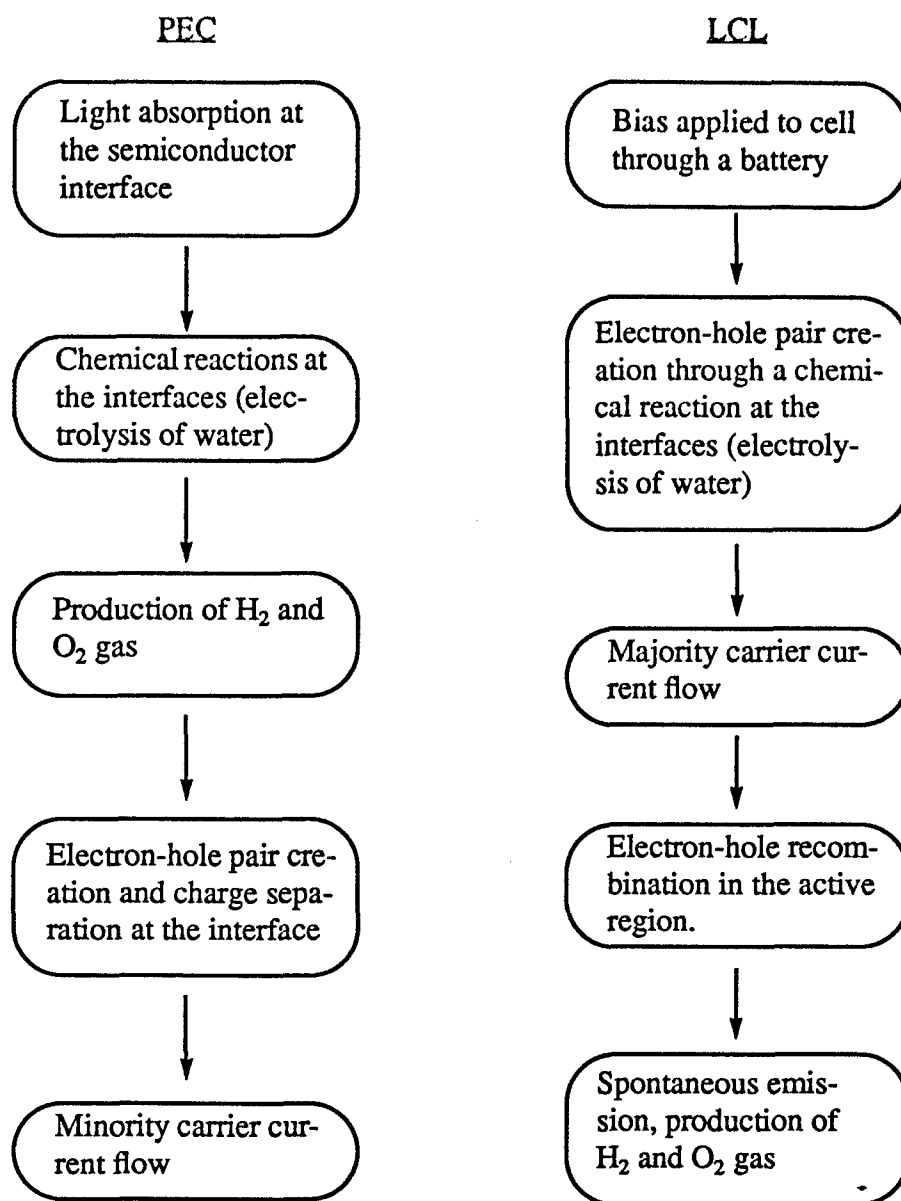 PEC
Light absorption at
the semiconductor
interface
Chemical reactions at
the interfaces (elec-
trolysis of water)
Production of H₂ and
O₂ gas
Electron-hole pair cre-
ation and charge sepa-
ration at the interface
Minority carrier cur-
rent flow
LCL
Bias applied to cell
through a battery
Electron-hole pair cre-
ation through a chemi-
cal reaction at the
interfaces (electroly-
sis of water)
Majority carrier cur-
rent flow
Electron-hole recom-
bination in the active
region.
Spontaneous emis-
sion, production of
H₂ and O₂ gas